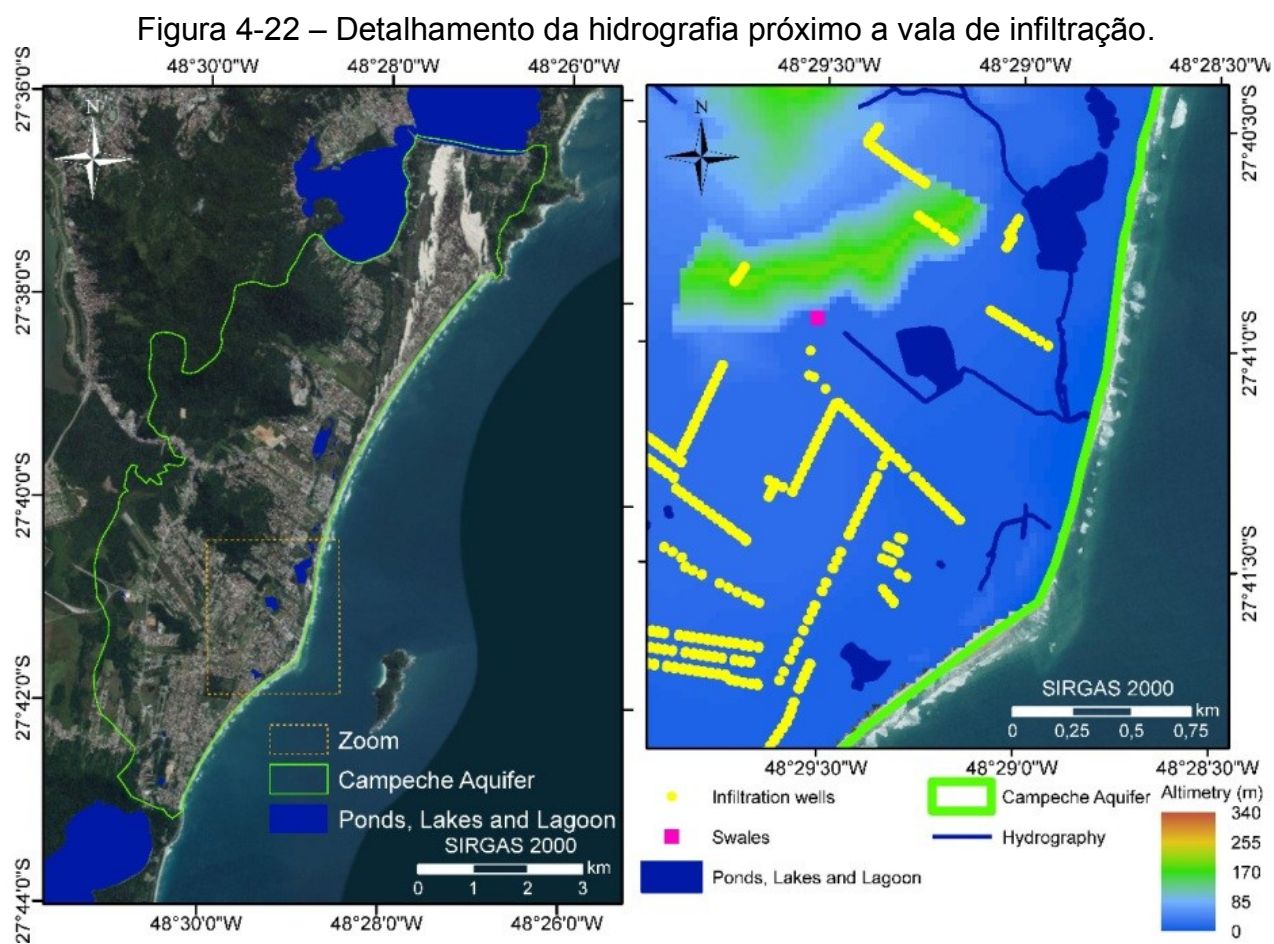 Figura 4-22 – Detalhamento da hidrografia próximo a vala de infiltração.
48°30'0"W 48°28'0"W 48°26'0"W
27°36'0"S
27°38'0"S
27°40'0"S
27°42'0"S
27°44'0"S
N
Zoom
Campeche Aquifer
Ponds, Lakes and Lagoon
SIRGAS 2000
km
0 1 2 3
48°30'0"W 48°28'0"W 48°26'0"W
48°29'30"W 48°29'0"W 48°28'30"W
N
27°40'30"S
27°41'0"S
27°41'30"S
SIRGAS 2000
km
0 0,25 0,5 0,75
48°29'30"W 48°29'0"W 48°28'30"W
Infiltration wells
Swales
Ponds, Lakes and Lagoon
Campeche Aquifer
Hydrography
Altimetry (m)
340
255
170
85
0